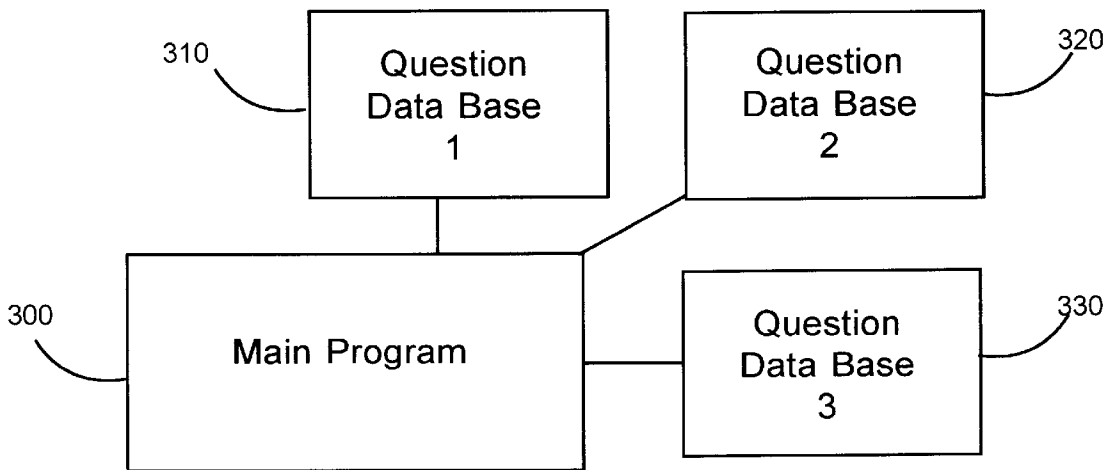 310
Question
Data Base
1
Question
Data Base
2
320
300
Main Program
Question
Data Base
3
330